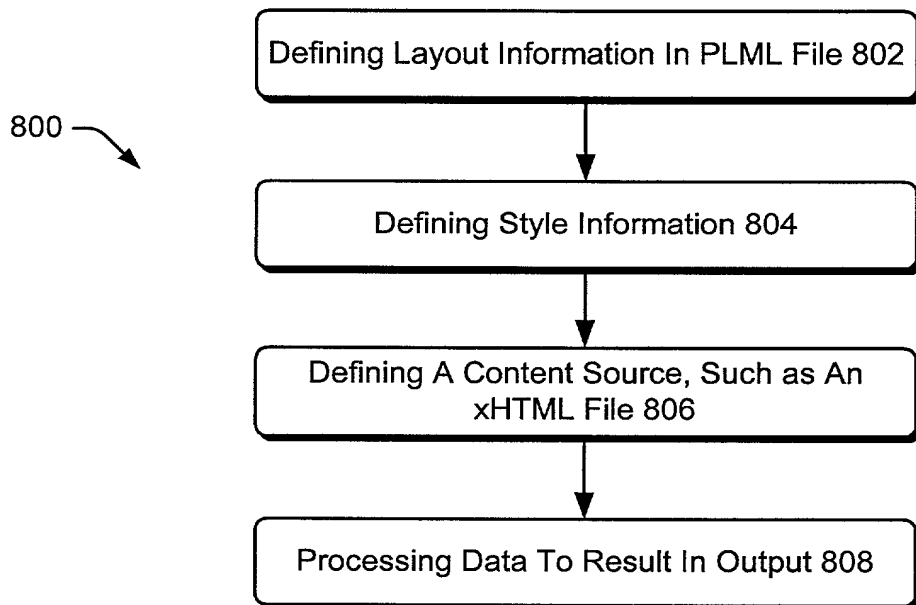 Defining Layout Information In PLML File 802
800
Defining Style Information 804
Defining A Content Source, Such as An
xHTML File 806
Processing Data To Result In Output 808